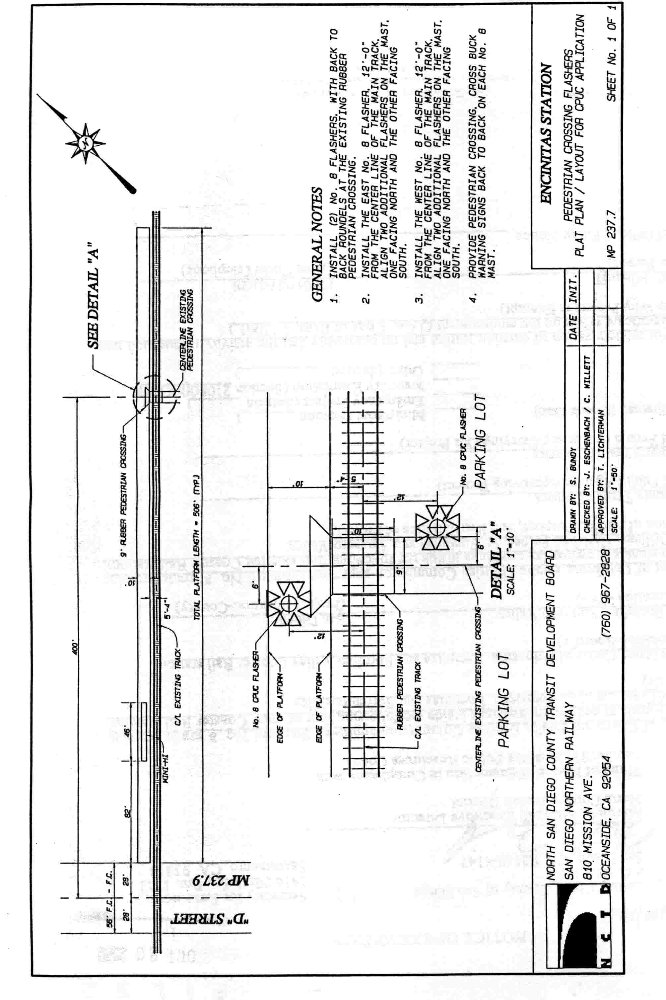 SEE DETAIL "A"
400'
9' RUBBER PEDESTRIAN CROSSING
CENTERLINE EXISTING
PEDESTRIAN CROSSING
56' F.C. - F.C.
28'
28'
82'
46'
10'
5'-4"
MINI-HI
C/L EXISTING TRACK
TOTAL PLATFORM LENGTH = 506' (TYP.)
"D" STREET
MP 237.9
No. 8 CPUC FLASHER
EDGE OF PLATFORM
EDGE OF PLATFORM
6'
12'
10'
5'-4"
RUBBER PEDESTRIAN CROSSING
C/L EXISTING TRACK
CENTERLINE EXISTING PEDESTRIAN CROSSING
9'
10'
12'
6'
No. 8 CPUC FLASHER
PARKING LOT
PARKING LOT
DETAIL "A"
SCALE: 1"=10'
GENERAL NOTES
1. INSTALL (2) No. 8 FLASHERS, WITH BACK TO
BACK ROUNDELS AT THE EXISTING RUBBER
PEDESTRIAN CROSSING.
2. INSTALL THE EAST No. 8 FLASHER, 12'-0"
FROM THE CENTER LINE OF THE MAIN TRACK.
ALIGN TWO ADDITIONAL FLASHERS ON THE MAST.
ONE FACING NORTH AND THE OTHER FACING
SOUTH.
3. INSTALL THE WEST No. 8 FLASHER, 12'-0"
FROM THE CENTER LINE OF THE MAIN TRACK.
ALIGN TWO ADDITIONAL FLASHERS ON THE MAST.
ONE FACING NORTH AND THE OTHER FACING
SOUTH.
4. PROVIDE PEDESTRIAN CROSSING, CROSS BUCK
WARNING SIGNS BACK TO BACK ON EACH No. 8
MAST.
N C T D
NORTH SAN DIEGO COUNTY TRANSIT DEVELOPMENT BOARD
SAN DIEGO NORTHERN RAILWAY
810 MISSION AVE.
OCEANSIDE, CA 92054 (760) 967-2828
DATE INIT.
DRAWN BY: S. BUNDY
CHECKED BY: J. ESCHENBACH / C. WILLETT
APPROVED BY: T. LICHTERMAN
SCALE: 1"=50'
ENCINITAS STATION
PEDESTRIAN CROSSING FLASHERS
PLAT PLAN / LAYOUT FOR CPUC APPLICATION
MP 237.7 SHEET No. 1 OF 1